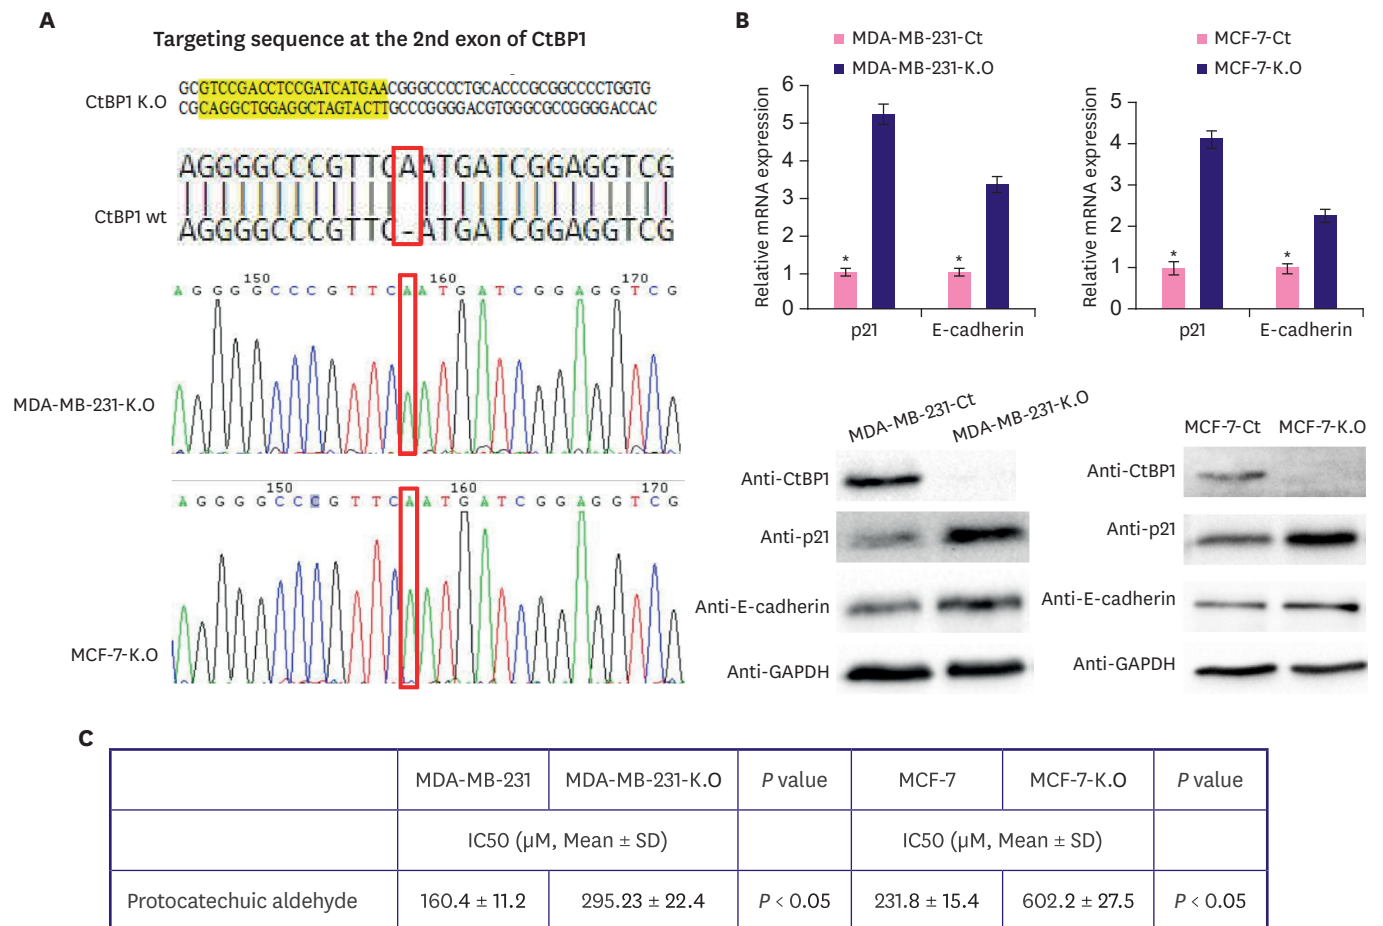 A
Targeting sequence at the 2nd exon of CtBP1
CtBP1 K.O
GCGTCCGACCTCCGATCATGAACGGGCCCCTGCACCCGCGGCCCCTGGTG
CGCAGGCTGGAGGCTAGTACTTGCCCGGGGACGTGGGCGCCGGGGACCAC
AGGGGCCCGTTCAATGATCGGAGGTCG
CtBP1 wt
AGGGGCCCGTTC-ATGATCGGAGGTCG
150 160 170
A G G G G C C C G T T C A A T G A T C G G A G G T C G
MDA-MB-231-K.O
150 160 170
A G G G G C C C G T T C A A T G A T C G G A G G T C G
MCF-7-K.O
B
MDA-MB-231-Ct
MDA-MB-231-K.O
Relative mRNA expression
6
5
4
3
2
1
0
* *
p21 E-cadherin
MCF-7-Ct
MCF-7-K.O
Relative mRNA expression
5
4
3
2
1
0
* *
p21 E-cadherin
MDA-MB-231-Ct MDA-MB-231-K.O
Anti-CtBP1
Anti-p21
Anti-E-cadherin
Anti-GAPDH
MCF-7-Ct MCF-7-K.O
Anti-CtBP1
Anti-p21
Anti-E-cadherin
Anti-GAPDH
C
MDA-MB-231 MDA-MB-231-K.O P value MCF-7 MCF-7-K.O P value
IC50 (µM, Mean ± SD) IC50 (µM, Mean ± SD)
Protocatechuic aldehyde 160.4 ± 11.2 295.23 ± 22.4 P < 0.05 231.8 ± 15.4 602.2 ± 27.5 P < 0.05